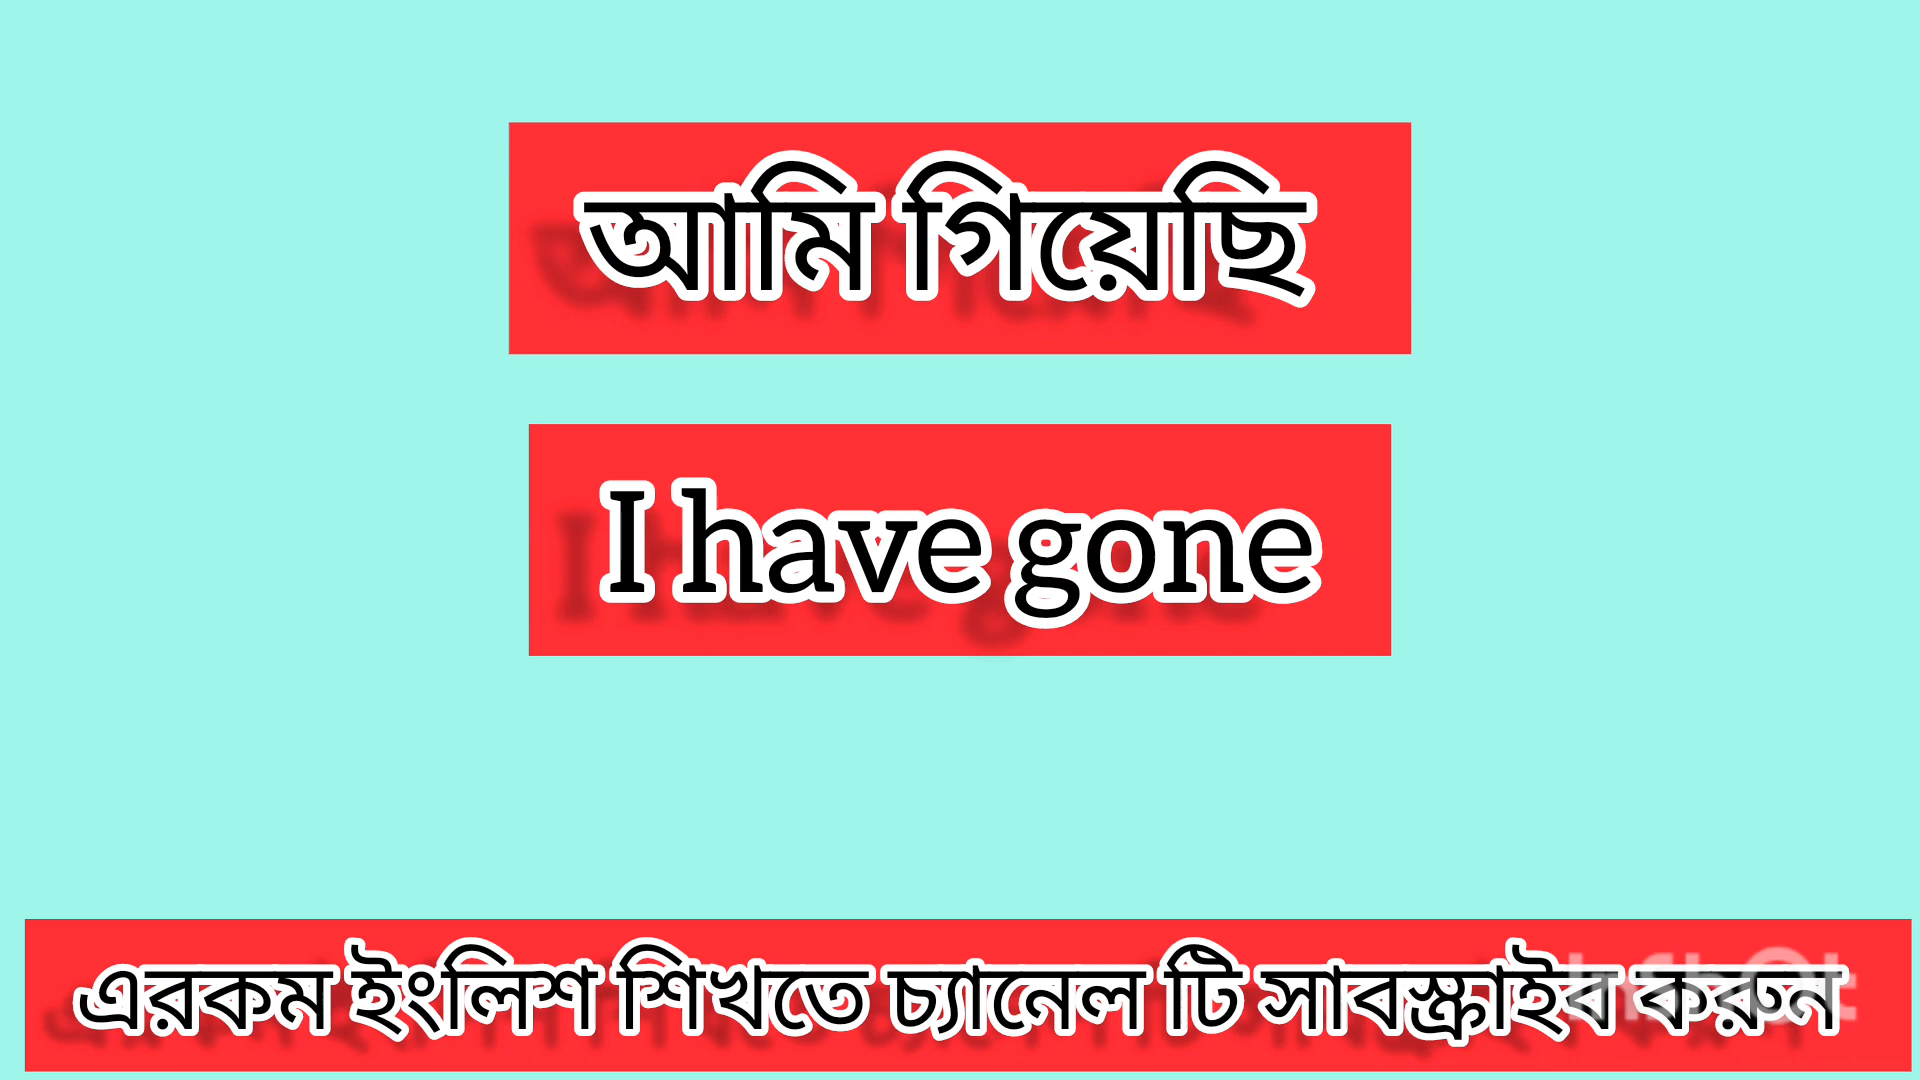 আমি গিয়েছি
I have gone
এরকম ইংলিশ শিখতে চ্যানেল টি সাবস্ক্রাইব করুন